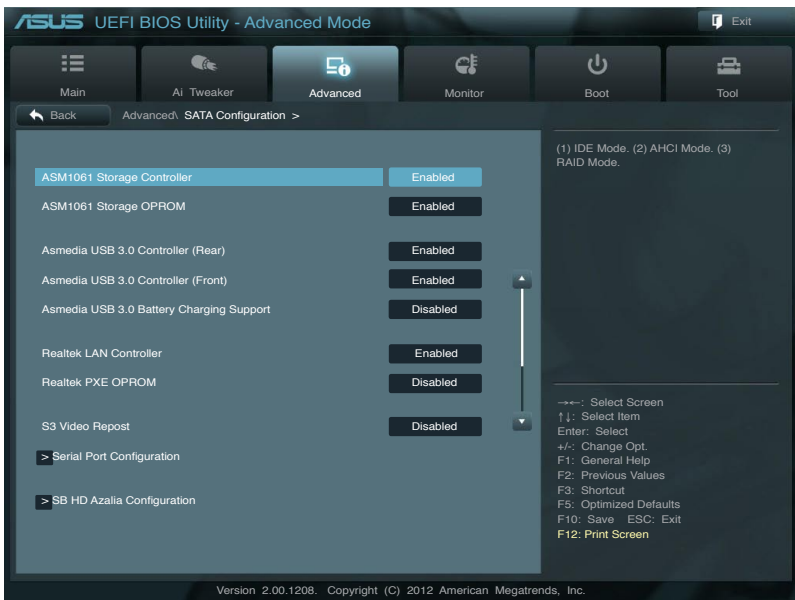 ASUS UEFI BIOS Utility - Advanced Mode
Exit
Main
Ai Tweaker
Advanced
Monitor
Boot
Tool
Back
Advanced\ SATA Configuration >
(1) IDE Mode. (2) AHCI Mode. (3)
RAID Mode.
ASM1061 Storage Controller Enabled
ASM1061 Storage OPROM Enabled
Asmedia USB 3.0 Controller (Rear) Enabled
Asmedia USB 3.0 Controller (Front) Enabled
Asmedia USB 3.0 Battery Charging Support Disabled
Realtek LAN Controller Enabled
Realtek PXE OPROM Disabled
S3 Video Repost Disabled
> Serial Port Configuration
> SB HD Azalia Configuration
→←: Select Screen
↑↓: Select Item
Enter: Select
+/-: Change Opt.
F1: General Help
F2: Previous Values
F3: Shortcut
F5: Optimized Defaults
F10: Save ESC: Exit
F12: Print Screen
Version 2.00.1208. Copyright (C) 2012 American Megatrends, Inc.